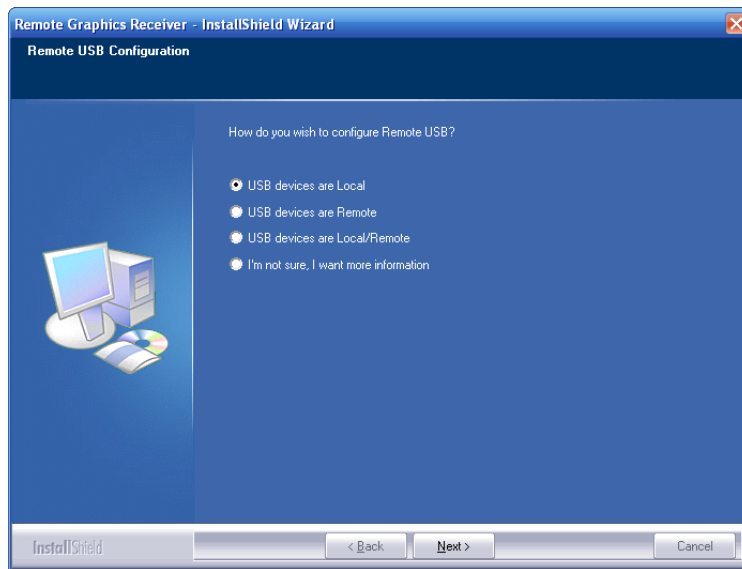 Remote Graphics Receiver - InstallShield Wizard
Remote USB Configuration
How do you wish to configure Remote USB?
USB devices are Local
USB devices are Remote
USB devices are Local/Remote
I'm not sure, I want more information
InstallShield
< Back
Next >
Cancel